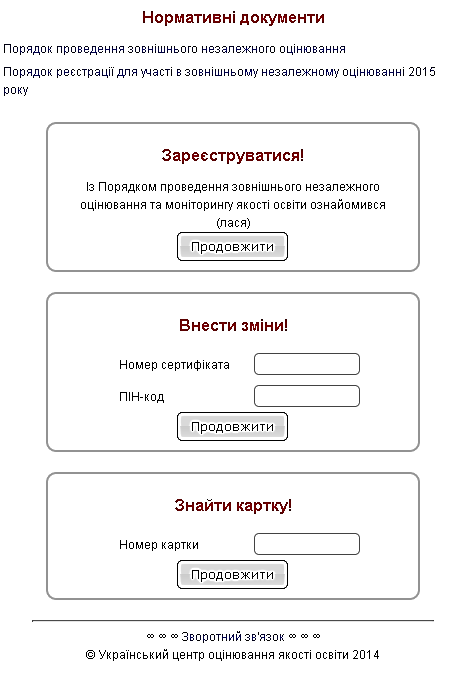 Нормативні документи
Порядок проведення зовнішнього незалежного оцінювання
Порядок реєстрації для участі в зовнішньому незалежному оцінюванні 2015
року
Зареєструватися!
Із Порядком проведення зовнішнього незалежного
оцінювання та моніторингу якості освіти ознайомився
(лася)
Продовжити
Внести зміни!
Номер сертифіката
ПІН-код
Продовжити
Знайти картку!
Номер картки
Продовжити
∞ ∞ ∞ Зворотний зв'язок ∞ ∞ ∞
© Український центр оцінювання якості освіти 2014